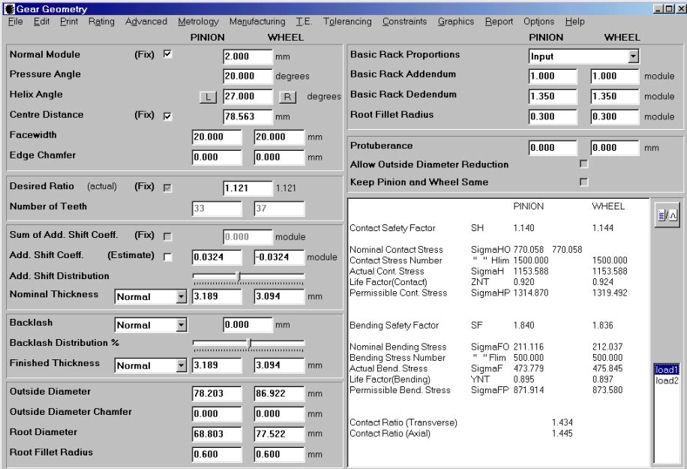 Gear Geometry
File Edit Print Rating Advanced Metrology Manufacturing T.E. Tolerancing Constraints Graphics Report Options Help
PINION WHEEL
Normal Module (Fix) 2.000 mm
Pressure Angle 20.000 degrees
Helix Angle L 27.000 R degrees
Centre Distance (Fix) 78.563 mm
Facewidth 20.000 20.000 mm
Edge Chamfer 0.000 0.000 mm
Desired Ratio (actual) (Fix) 1.121 1.121
Number of Teeth 33 37
Sum of Add. Shift Coeff. (Fix) 0.000 module
Add. Shift Coeff. (Estimate) 0.0324 -0.0324 module
Add. Shift Distribution
Nominal Thickness Normal 3.189 3.094 mm
Backlash Normal 0.000 mm
Backlash Distribution %
Finished Thickness Normal 3.189 3.094 mm
Outside Diameter 78.203 86.922 mm
Outside Diameter Chamfer 0.000 0.000 mm
Root Diameter 68.803 77.522 mm
Root Fillet Radius 0.600 0.600 mm
PINION WHEEL
Basic Rack Proportions Input
Basic Rack Addendum 1.000 1.000 module
Basic Rack Dedendum 1.350 1.350 module
Root Fillet Radius 0.300 0.300 module
Protuberance 0.000 0.000 mm
Allow Outside Diameter Reduction
Keep Pinion and Wheel Same
PINION WHEEL
Contact Safety Factor SH 1.140 1.144
Nominal Contact Stress SigmaHO 770.058 770.058
Contact Stress Number " " Hlim 1500.000 1500.000
Actual Cont. Stress SigmaH 1153.588 1153.588
Life Factor(Contact) ZNT 0.920 0.924
Permissible Cont. Stress SigmaHP 1314.870 1319.492
Bending Safety Factor SF 1.840 1.836
Nominal Bending Stress SigmaFO 211.116 212.037
Bending Stress Number " " Flim 500.000 500.000
Actual Bend. Stress SigmaF 473.779 475.845
Life Factor(Bending) YNT 0.895 0.897
Permissible Bend. Stress SigmaFP 871.914 873.580
Contact Ratio (Transverse) 1.434
Contact Ratio (Axial) 1.445
load1
load2